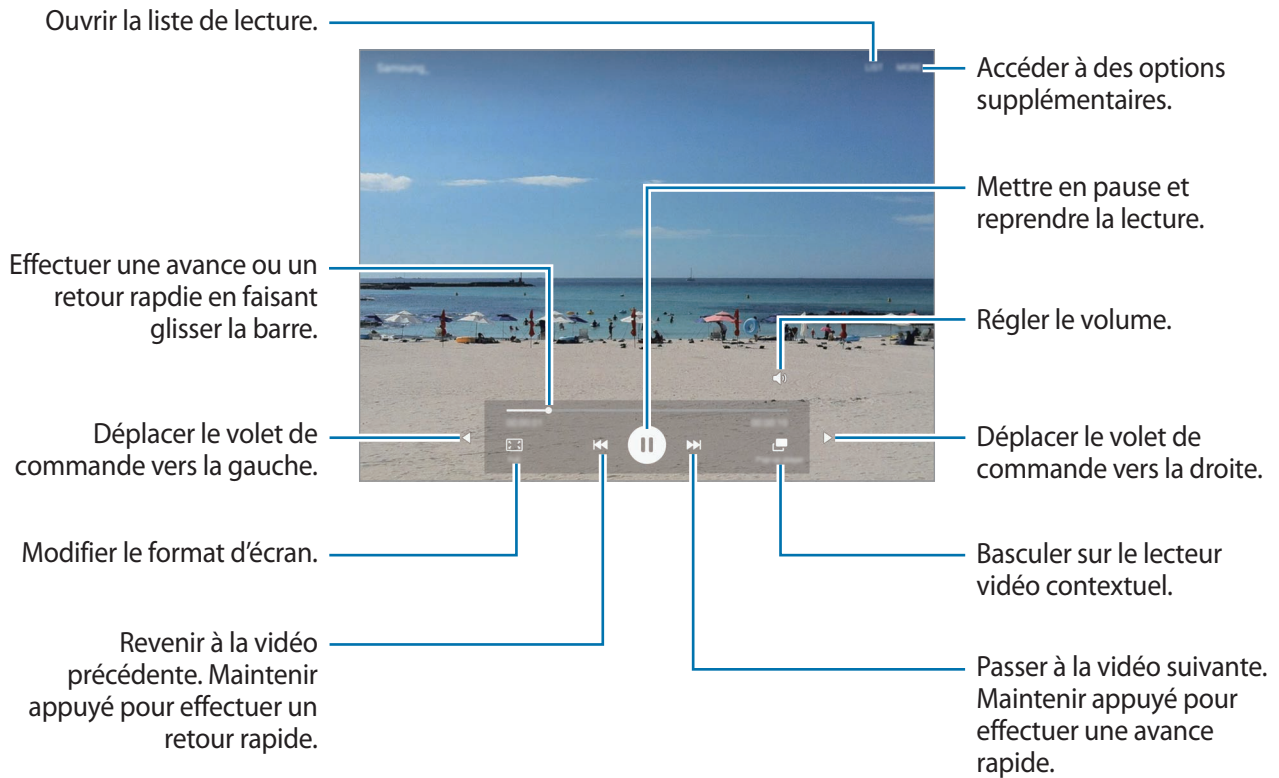 Ouvrir la liste de lecture.
Samsung_
LIST MORE
Accéder à des options
supplémentaires.
Mettre en pause et
reprendre la lecture.
Effectuer une avance ou un
retour rapdie en faisant
glisser la barre.
Régler le volume.
Déplacer le volet de
commande vers la gauche.
Déplacer le volet de
commande vers la droite.
Modifier le format d’écran.
Basculer sur le lecteur
vidéo contextuel.
Revenir à la vidéo
précédente. Maintenir
appuyé pour effectuer un
retour rapide.
Passer à la vidéo suivante.
Maintenir appuyé pour
effectuer une avance
rapide.